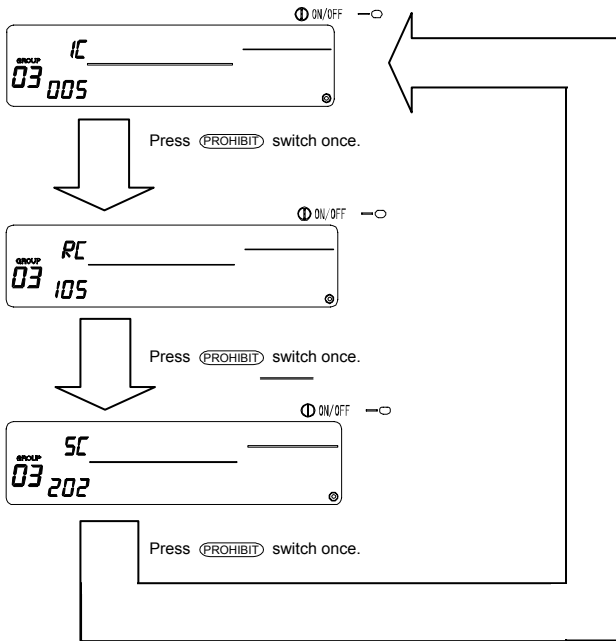 ON/OFF
IC
GROUP
03 005
Press PROHIBIT switch once.
ON/OFF
RC
GROUP
03 105
Press PROHIBIT switch once.
ON/OFF
SC
GROUP
03 202
Press PROHIBIT switch once.